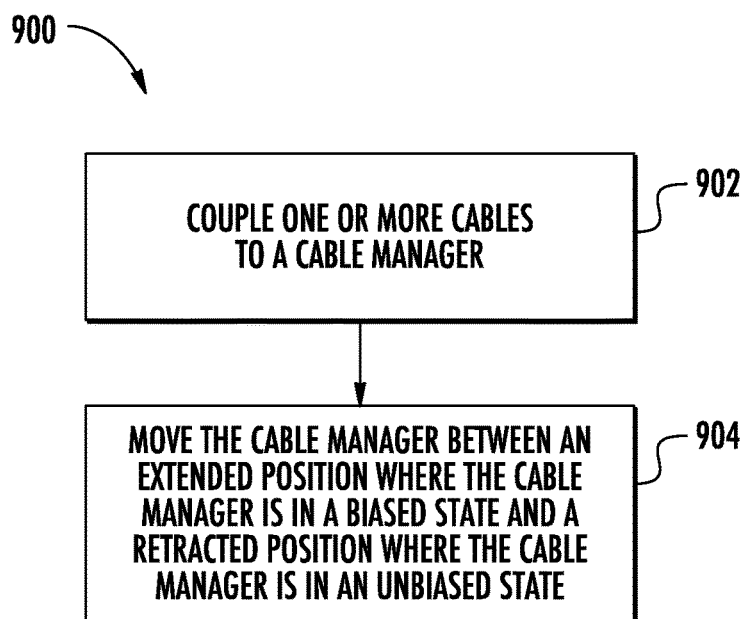 900
COUPLE ONE OR MORE CABLES
TO A CABLE MANAGER
902
MOVE THE CABLE MANAGER BETWEEN AN
EXTENDED POSITION WHERE THE CABLE
MANAGER IS IN A BIASED STATE AND A
RETRACTED POSITION WHERE THE CABLE
MANAGER IS IN AN UNBIASED STATE
904